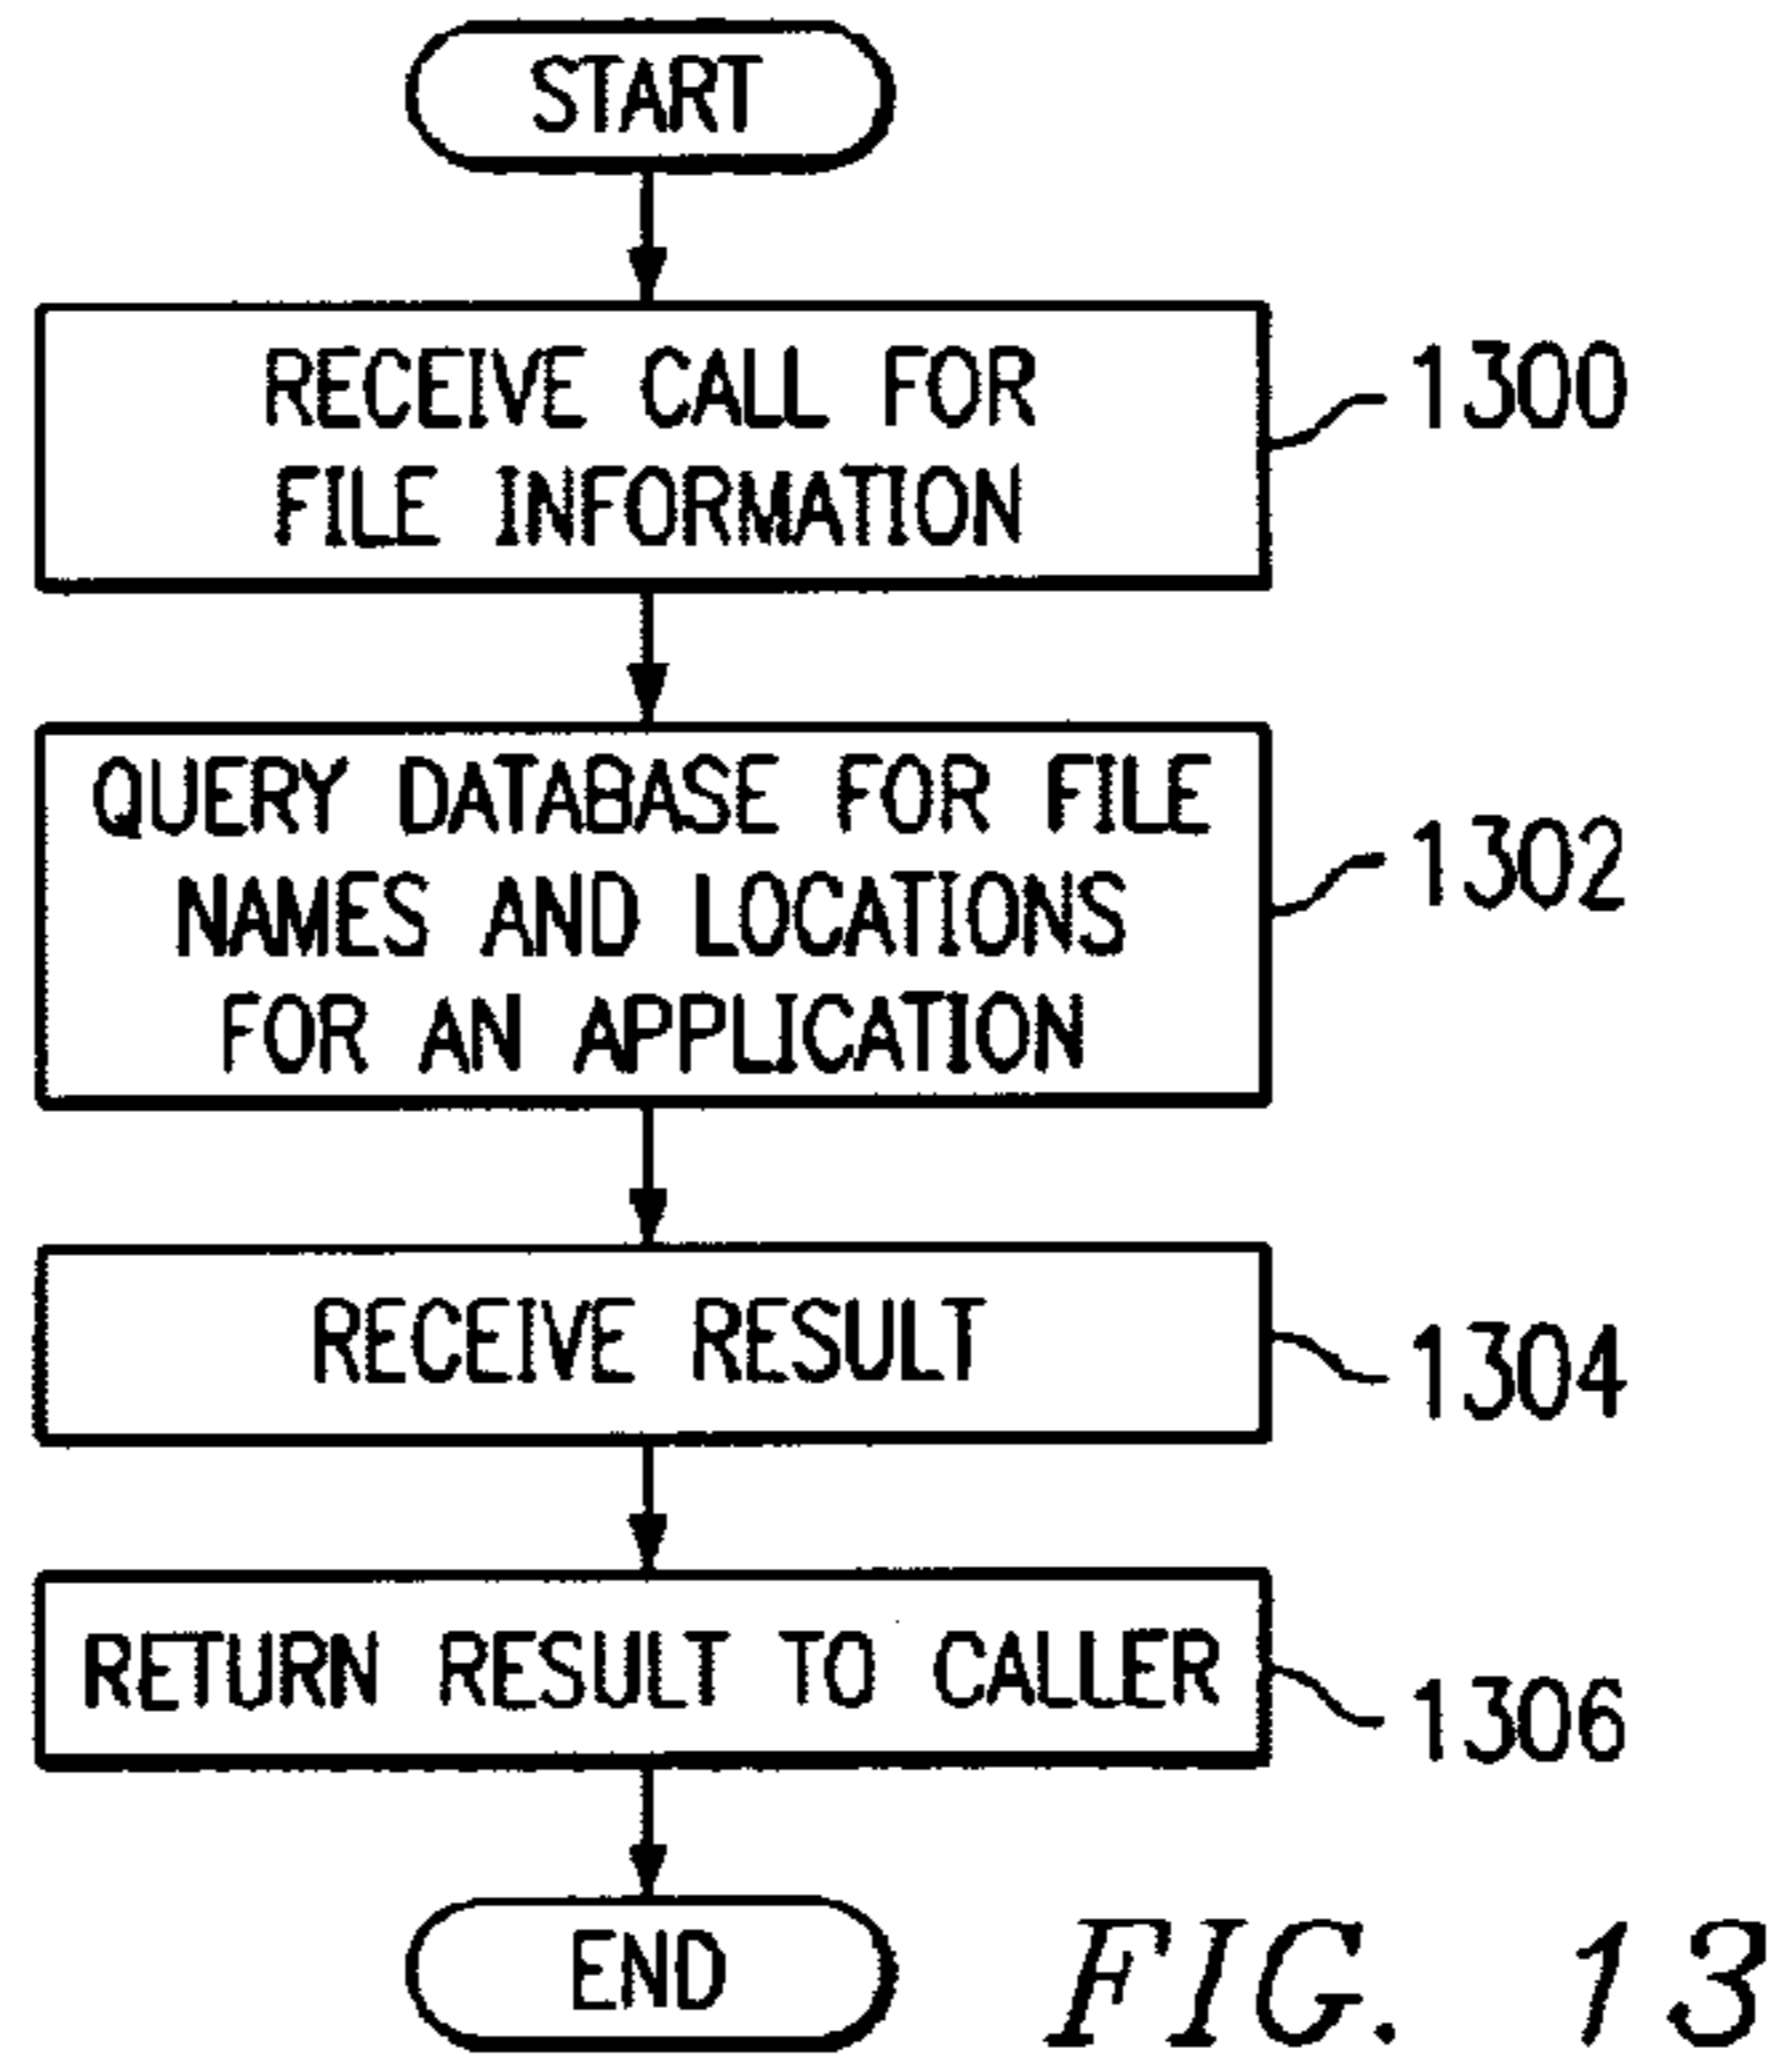 START
RECEIVE CALL FOR
FILE INFORMATION
1300
QUERY DATABASE FOR FILE
NAMES AND LOCATIONS
FOR AN APPLICATION
1302
RECEIVE RESULT
1304
RETURN RESULT TO CALLER
1306
END
FIG. 13